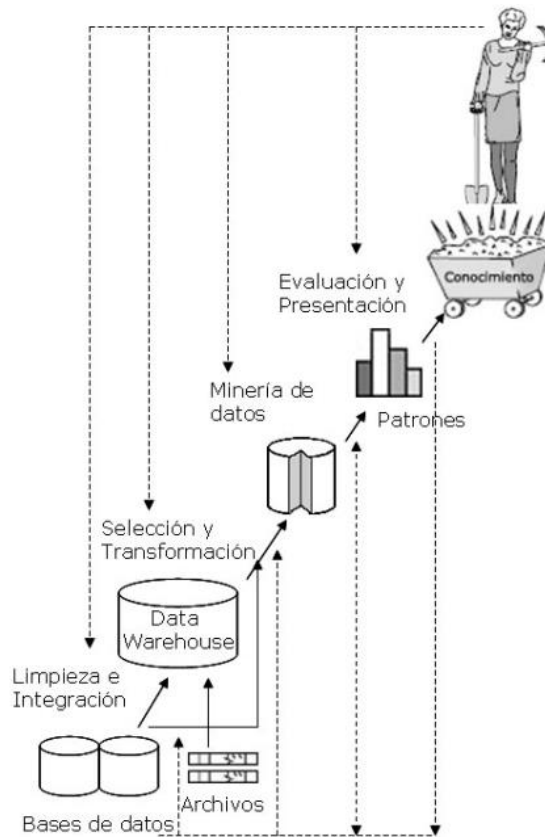 Conocimiento
Evaluación y
Presentación
Minería de
datos
Patrones
Selección y
Transformación
Data
Warehouse
Limpieza e
Integración
Archivos
Bases de datos